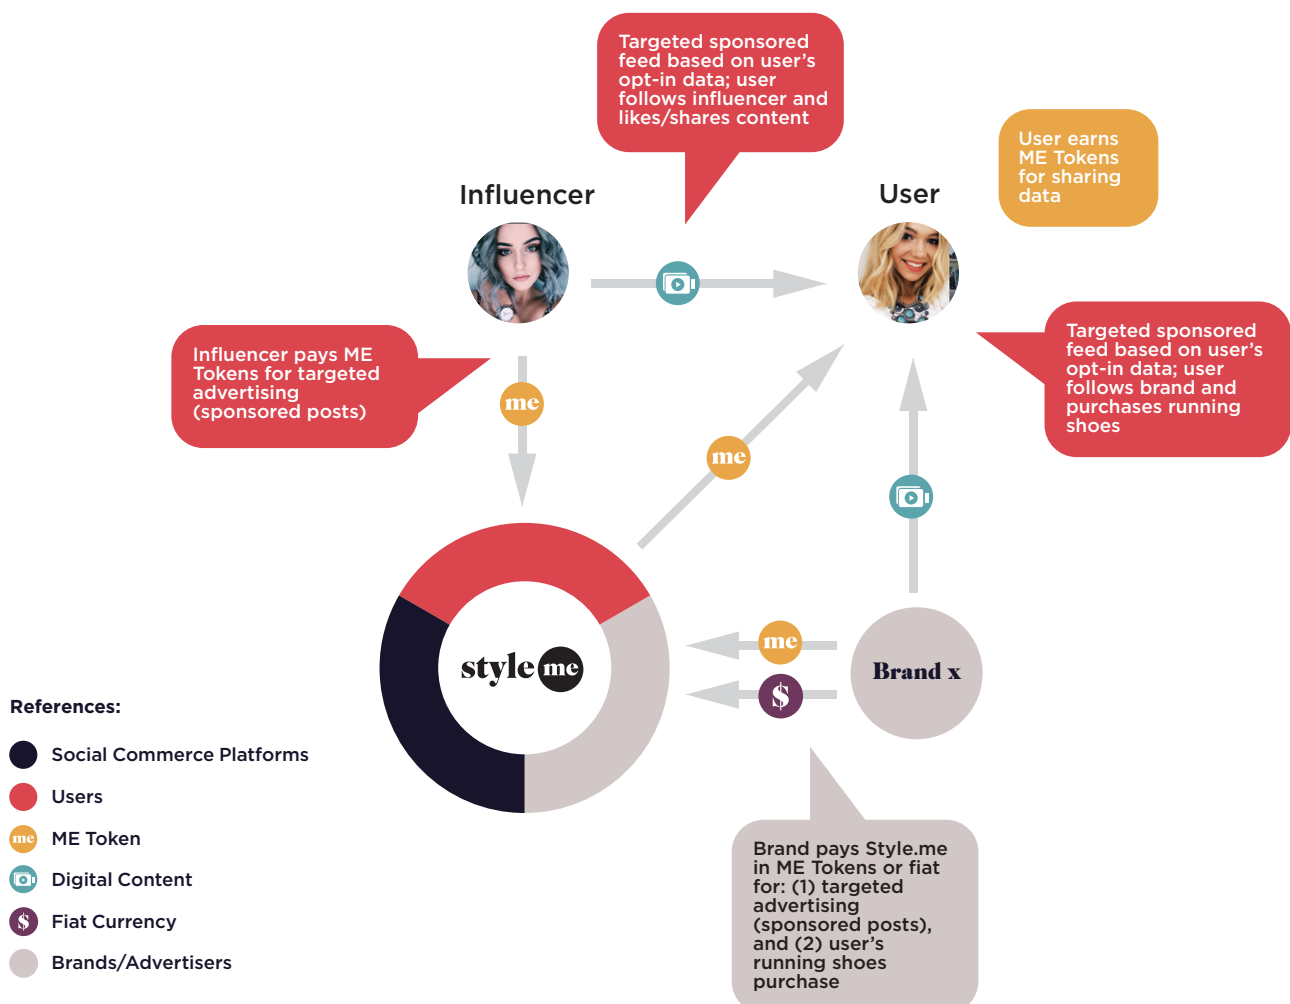 Targeted sponsored
feed based on user's
opt-in data; user
follows influencer and
likes/shares content
User earns
ME Tokens
for sharing
data
Influencer
User
Influencer pays ME
Tokens for targeted
advertising
(sponsored posts)
Targeted sponsored
feed based on user's
opt-in data; user
follows brand and
purchases running
shoes
me
me
style me
me
$
Brand x
References:
Social Commerce Platforms
Users
me ME Token
Digital Content
$ Fiat Currency
Brands/Advertisers
Brand pays Style.me
in ME Tokens or fiat
for: (1) targeted
advertising
(sponsored posts),
and (2) user's
running shoes
purchase